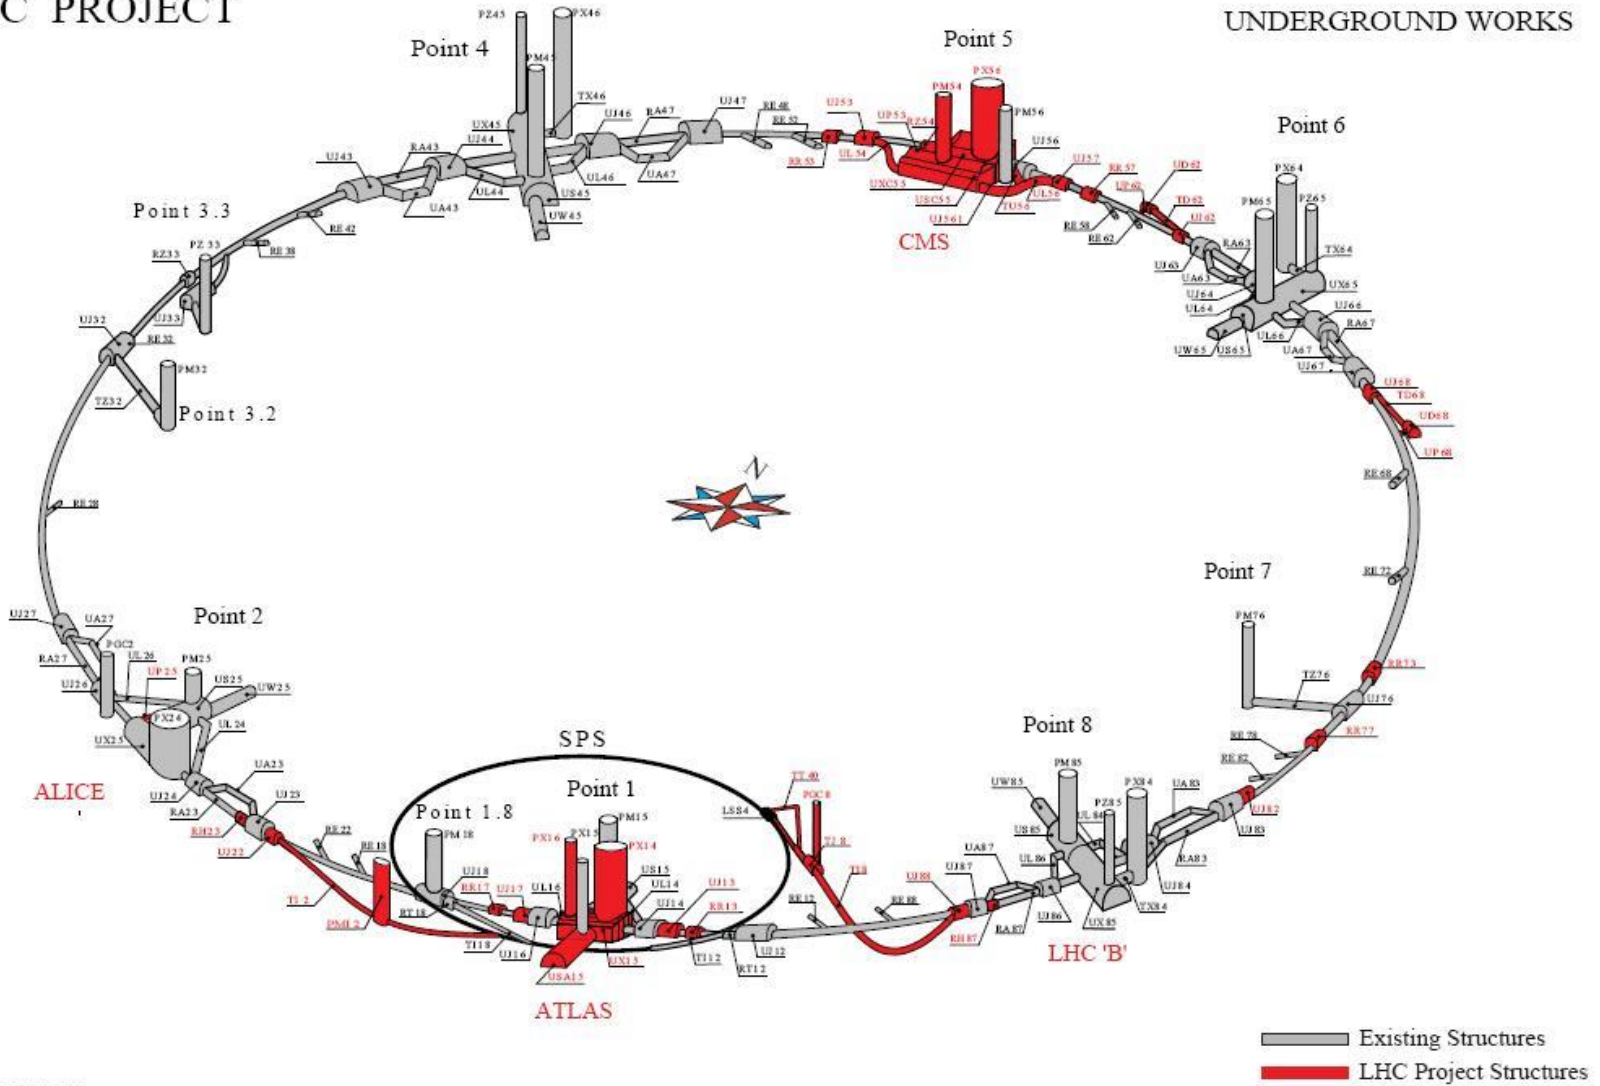 C PROJECT
UNDERGROUND WORKS
Point 4
PZ45
PX46
PM45
TX46
UX45
UJ46
RA47
UJ47
RE48
RE52
UJ43
RA43
UJ44
UL44
UA43
UL46
UA47
US45
UW45
Point 5
PX56
PM54
PM56
UJ53
UP53
RZ54
RR53
UL54
UXC55
USC55
UJ561
TU56
UL56
UJ56
UJ57
RR57
RE58
RE62
CMS
UD62
UP62
TD62
UJ62
Point 6
PX64
PM65
PZ65
TX64
UX65
RA63
UJ63
UA63
UJ64
UL64
UJ66
RA67
UL66
UA67
UJ67
UW65
US65
UJ68
TD68
UD68
UP68
RE68
RE72
Point 3.3
PZ33
RZ33
UJ33
RE38
RE42
UJ32
RE32
PM32
TZ32
Point 3.2
RE28
N
Point 7
PM76
TZ76
RR73
UJ76
RR77
RE78
RE82
Point 2
UJ27
UA27
PGC2
RA27
UL26
PM25
UP25
US25
UW25
UJ26
PX24
UL24
UX25
ALICE
UJ24
UA23
RA23
UJ23
RH23
UJ22
RE22
RE18
TI2
PMI2
SPS
Point 1.8
PM18
UJ18
RT18
TI18
Point 1
PM15
PX16
PX15
PX14
US15
UL14
UL16
RR17
UJ17
UJ16
UJ14
UJ13
RR13
UX15
USA15
TI12
RT12
UJ12
ATLAS
LSS4
TT40
PGC8
TJ8
TI8
RE12
RE88
Point 8
PM85
UW85
PX84
PZ85
UL84
US85
UA83
UL86
UA87
UJ87
UJ88
RH87
RA87
UJ86
UX85
TX84
UJ84
RA83
UJ83
UJ82
LHC 'B'
Existing Structures
LHC Project Structures